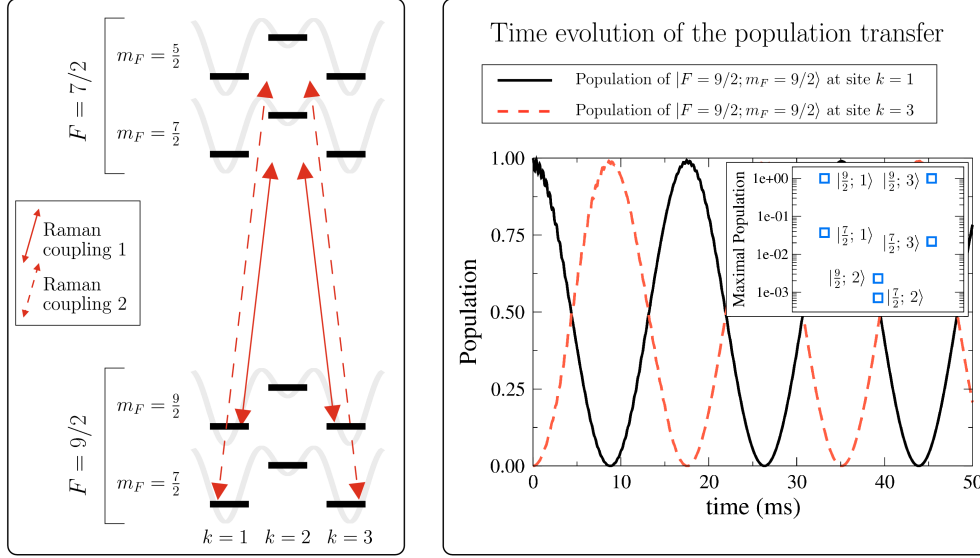 F = 7/2
m_F = 5/2
m_F = 7/2
Raman
coupling 1
Raman
coupling 2
F = 9/2
m_F = 9/2
m_F = 7/2
k = 1 k = 2 k = 3
Time evolution of the population transfer
Population of |F = 9/2; m_F = 9/2⟩ at site k = 1
Population of |F = 9/2; m_F = 9/2⟩ at site k = 3
Population
1.00
0.75
0.50
0.25
0.00
0 10 20 30 40 50
time (ms)
Maximal Population
1e+00
1e-01
1e-02
1e-03
|9/2; 1⟩ |9/2; 3⟩
|7/2; 1⟩ |7/2; 3⟩
|9/2; 2⟩
|7/2; 2⟩